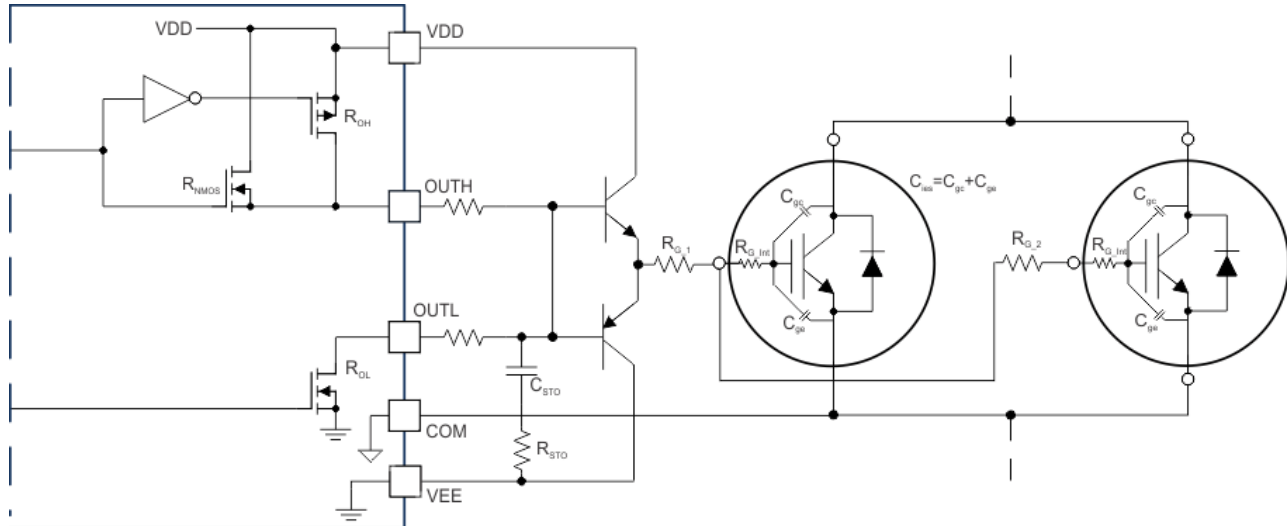 VDD
VDD
R_OH
R_NMOS
OUTH
OUTL
R_OL
C_STO
COM
R_STO
VEE
R_G_1
C_gc
R_G_Int
C_ge
C_ies=C_gc+C_ge
R_G_2
C_gc
R_G_Int
C_ge